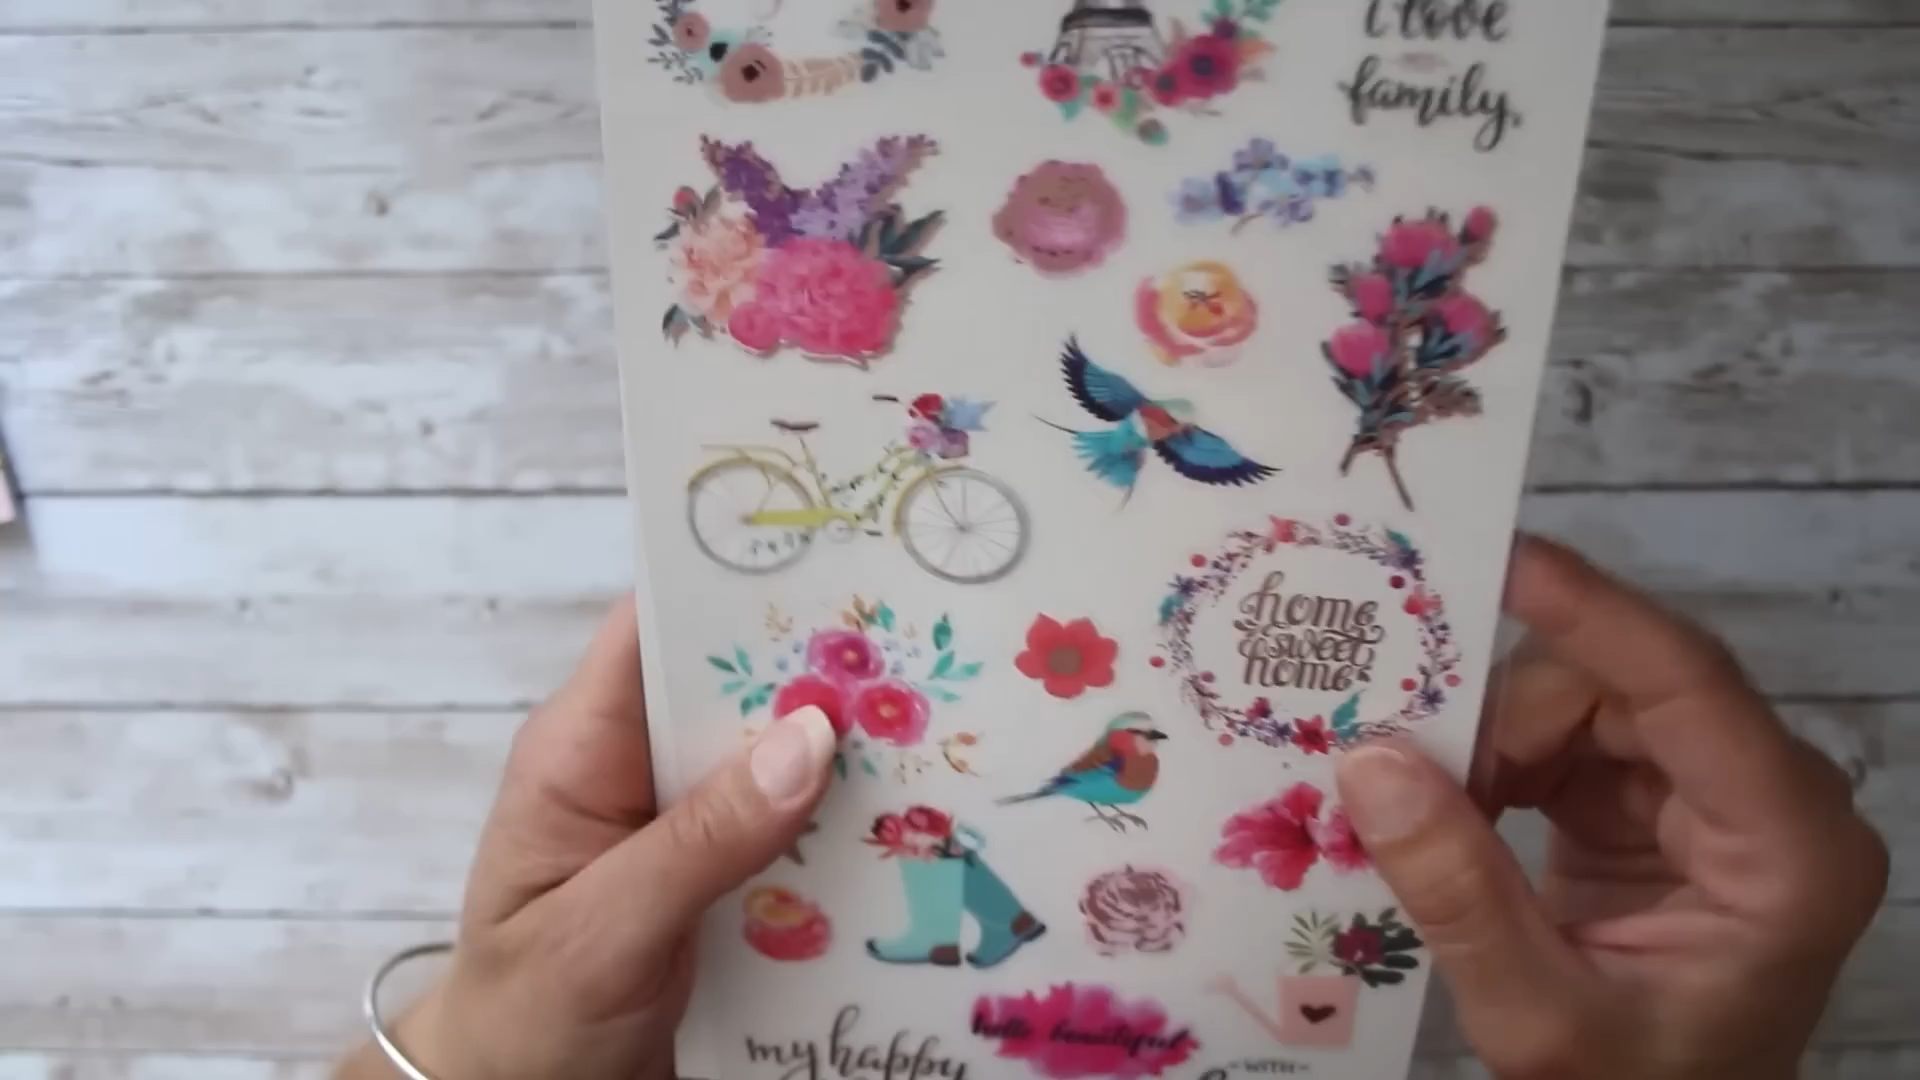 i love
family,
home
sweet
home
hello beautiful
my happy
-WITH-